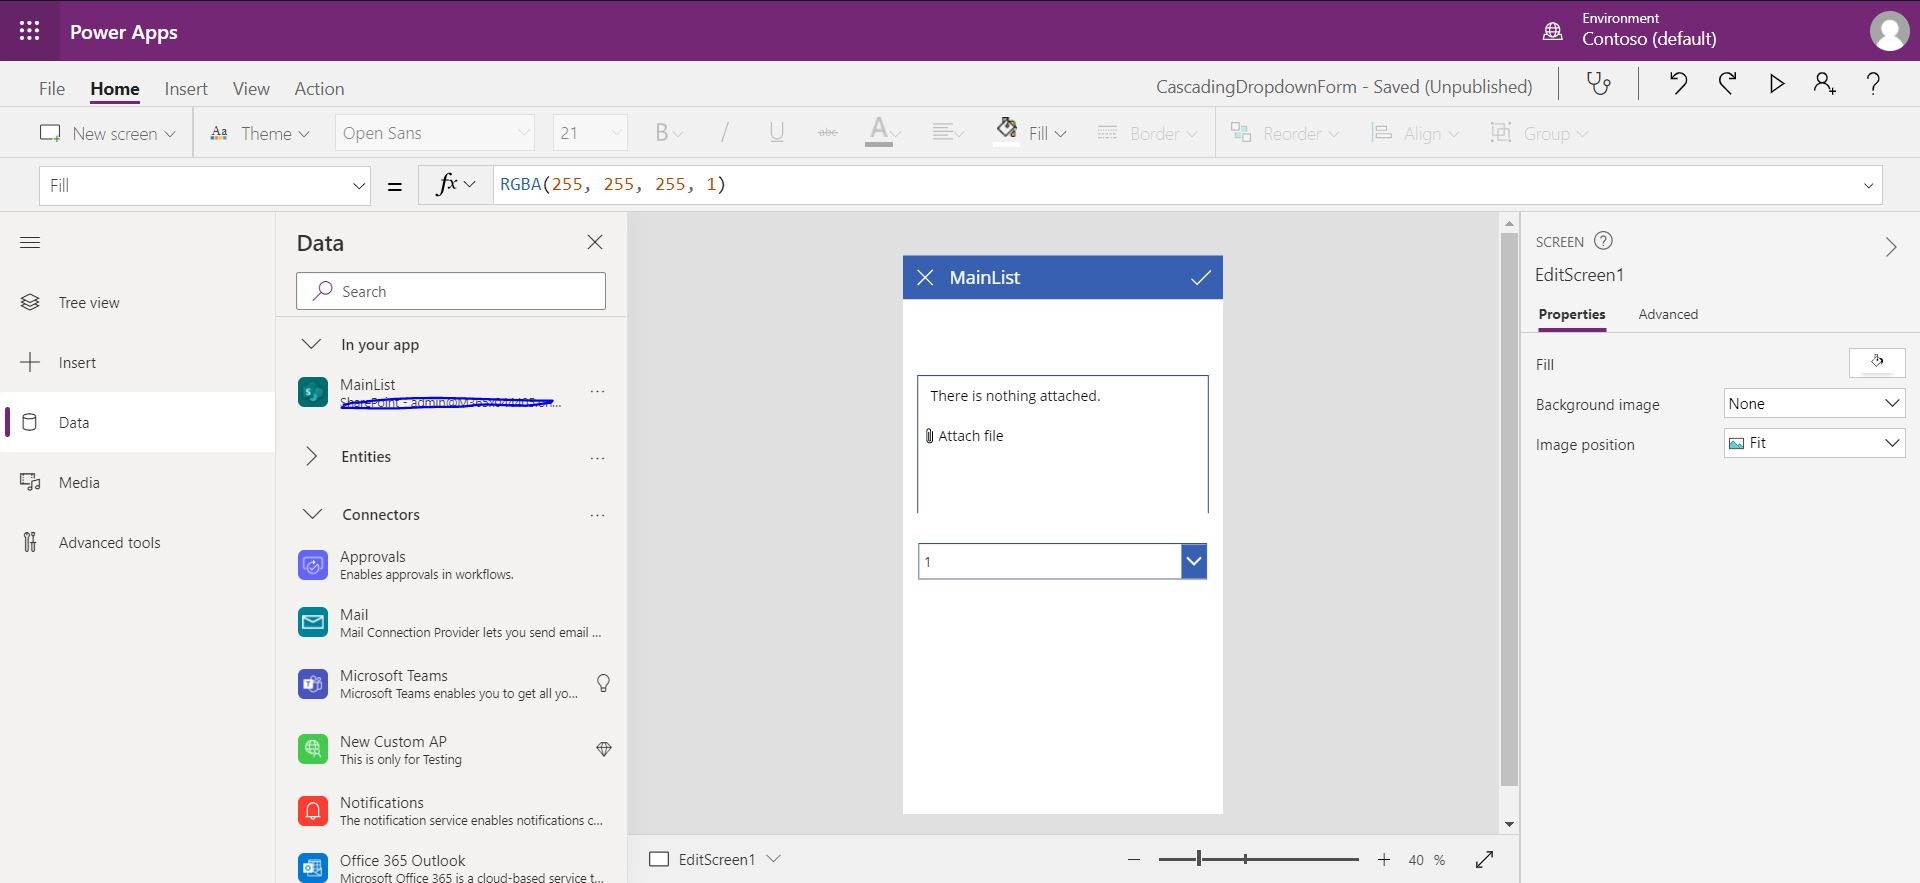 Power Apps
Environment
Contoso (default)
File Home Insert View Action
CascadingDropdownForm - Saved (Unpublished)
New screen Theme Open Sans 21 B / U abc A Fill Border Reorder Align Group
Fill = fx RGBA(255, 255, 255, 1)
Tree view
Insert
Data
Media
Advanced tools
Data
Search
In your app
MainList
SharePoint -
Entities
Connectors
Approvals
Enables approvals in workflows.
Mail
Mail Connection Provider lets you send email ...
Microsoft Teams
Microsoft Teams enables you to get all yo...
New Custom AP
This is only for Testing
Notifications
The notification service enables notifications c...
Office 365 Outlook
Microsoft Office 365 is a cloud-based service t...
MainList
There is nothing attached.
Attach file
1
EditScreen1
40 %
SCREEN
EditScreen1
Properties Advanced
Fill
Background image None
Image position Fit